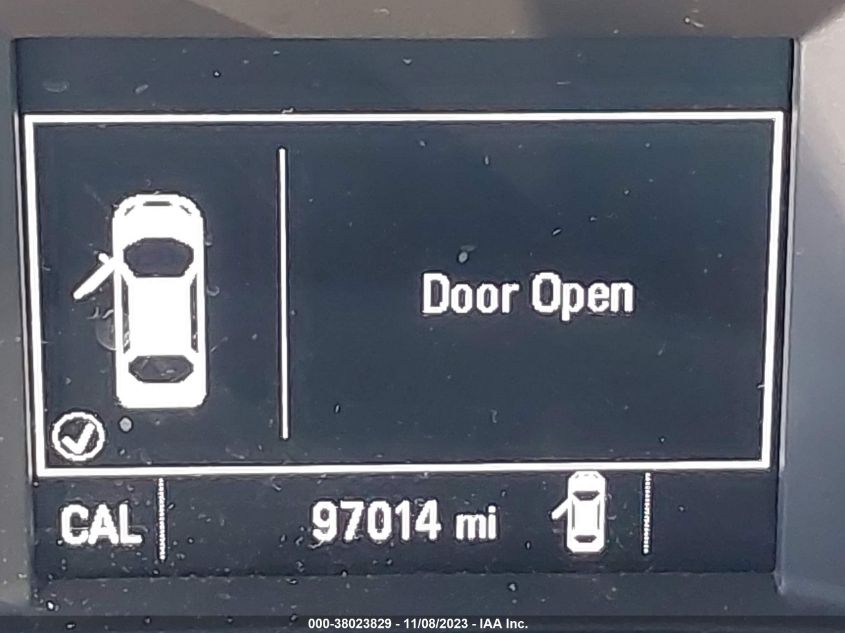 Door Open
CAL 97014 mi
000-38023829 - 11/08/2023 - IAA Inc.